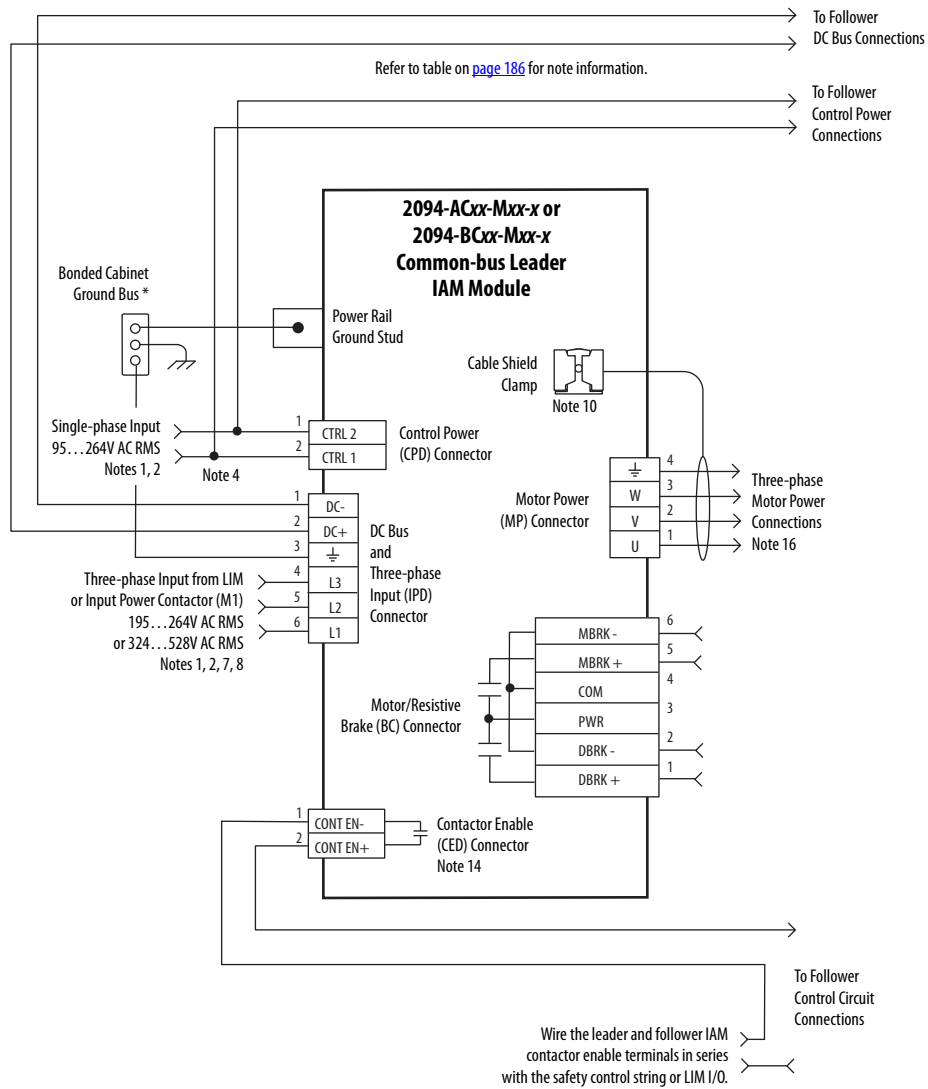 To Follower
DC Bus Connections
Refer to table on page 186 for note information.
To Follower
Control Power
Connections
2094-ACxx-Mxx-x or
2094-BCxx-Mxx-x
Common-bus Leader
IAM Module
Bonded Cabinet
Ground Bus *
Power Rail
Ground Stud
Cable Shield
Clamp
Note 10
Single-phase Input
95…264V AC RMS
Notes 1, 2
Note 4
1
CTRL 2
2
CTRL 1
Control Power
(CPD) Connector
1
DC-
2
DC+
3
4
L3
5
L2
6
L1
DC Bus
and
Three-phase
Input (IPD)
Connector
Three-phase Input from LIM
or Input Power Contactor (M1)
195…264V AC RMS
or 324…528V AC RMS
Notes 1, 2, 7, 8
Motor Power
(MP) Connector
4
W
3
V
2
U
1
Three-phase
Motor Power
Connections
Note 16
Motor/Resistive
Brake (BC) Connector
MBRK -
6
MBRK +
5
COM
4
PWR
3
DBRK -
2
DBRK +
1
1
CONT EN-
2
CONT EN+
Contactor Enable
(CED) Connector
Note 14
To Follower
Control Circuit
Connections
Wire the leader and follower IAM
contactor enable terminals in series
with the safety control string or LIM I/O.